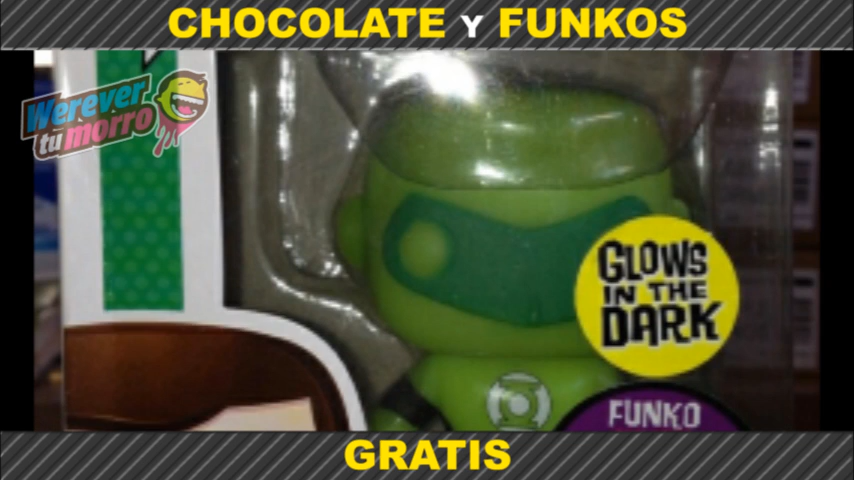 CHOCOLATE Y FUNKOS
Werever
tu morro
GLOWS
IN THE
DARK
FUNKO
GRATIS